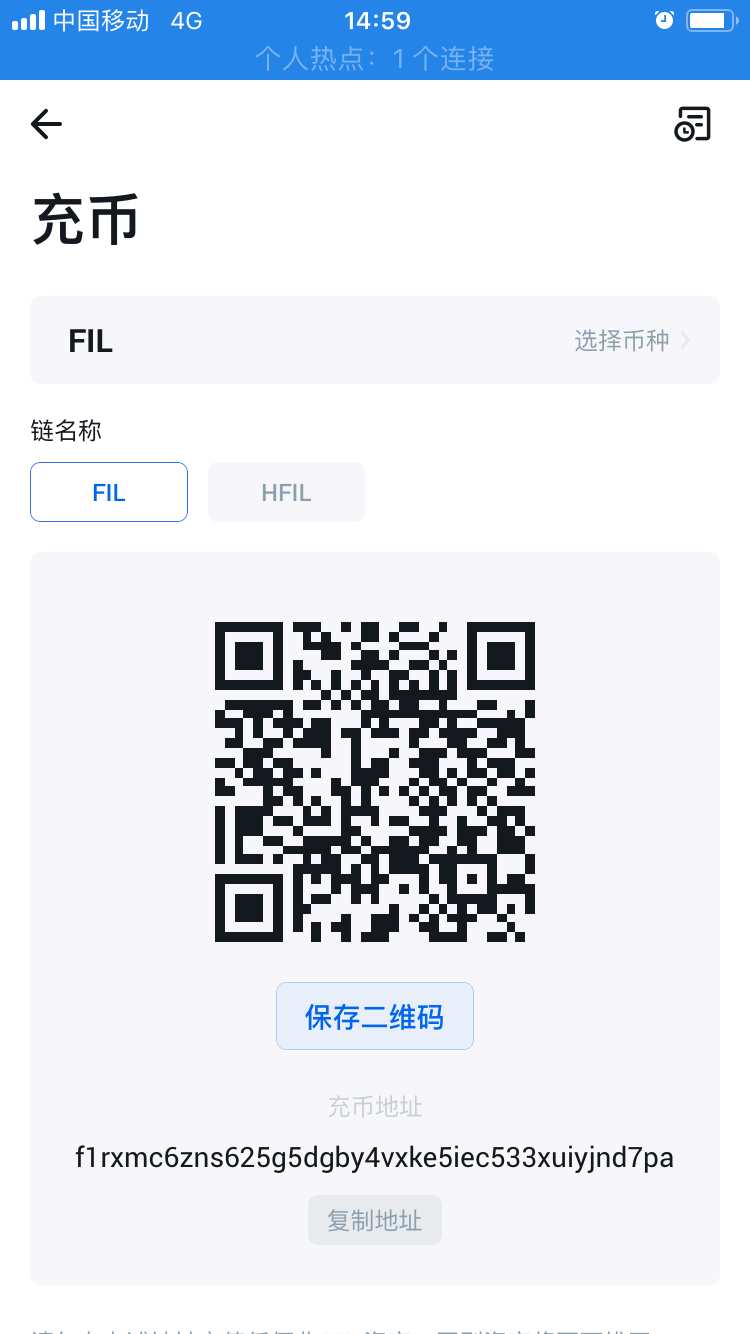 中国移动 4G 14:59
个人热点：1 个连接
充币
FIL 选择币种
链名称
FIL HFIL
保存二维码
充币地址
f1rxmc6zns625g5dgby4vxke5iec533xuiyjnd7pa
复制地址